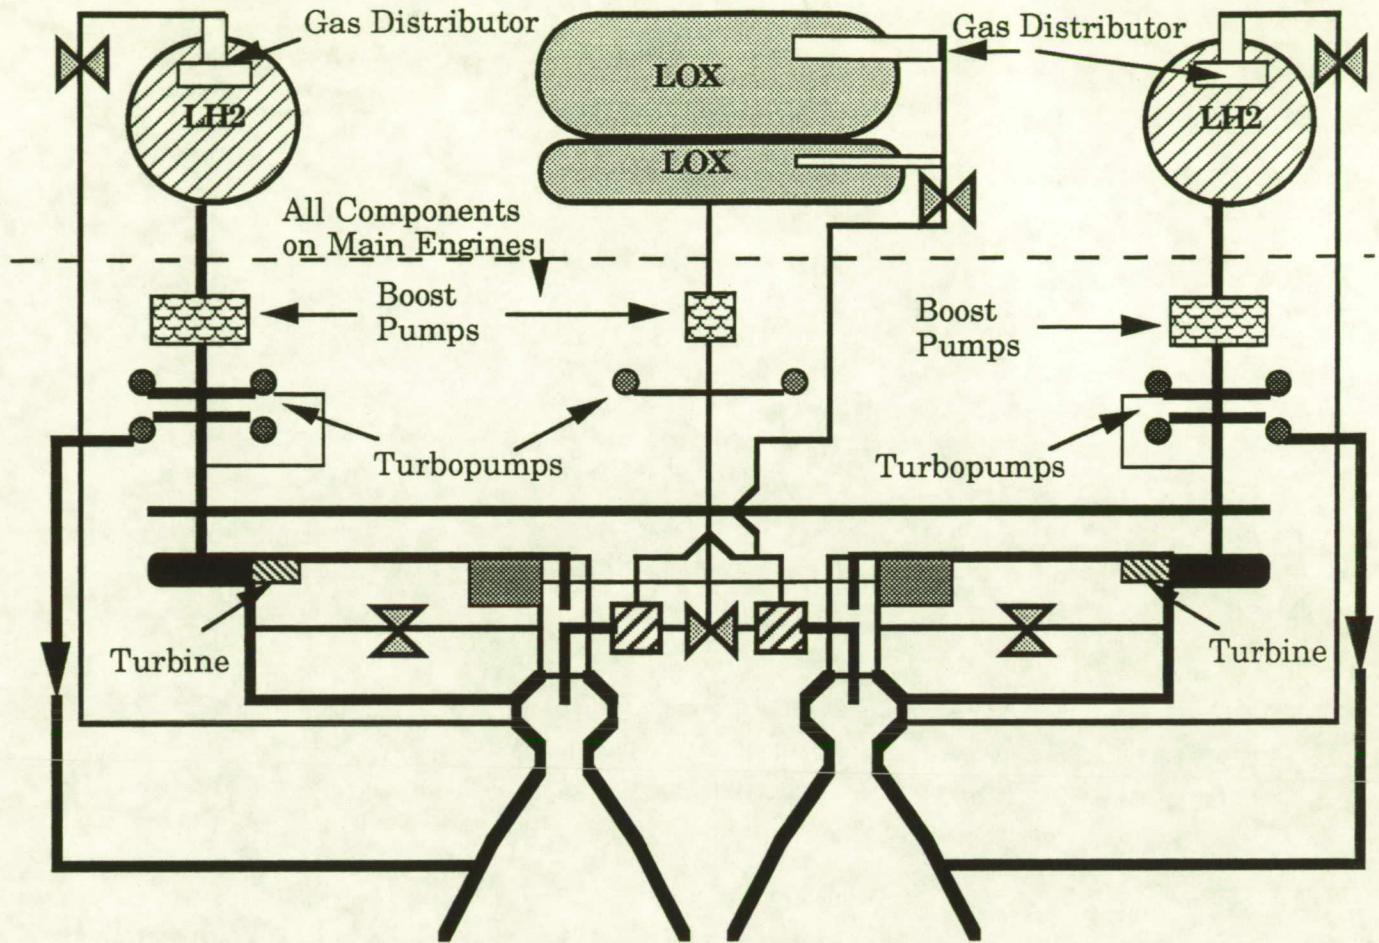 Gas Distributor
Gas Distributor
LOX
LH2
LH2
LOX
All Components
on Main Engines
Boost
Pumps
Boost
Pumps
Turbopumps
Turbopumps
Turbine
Turbine